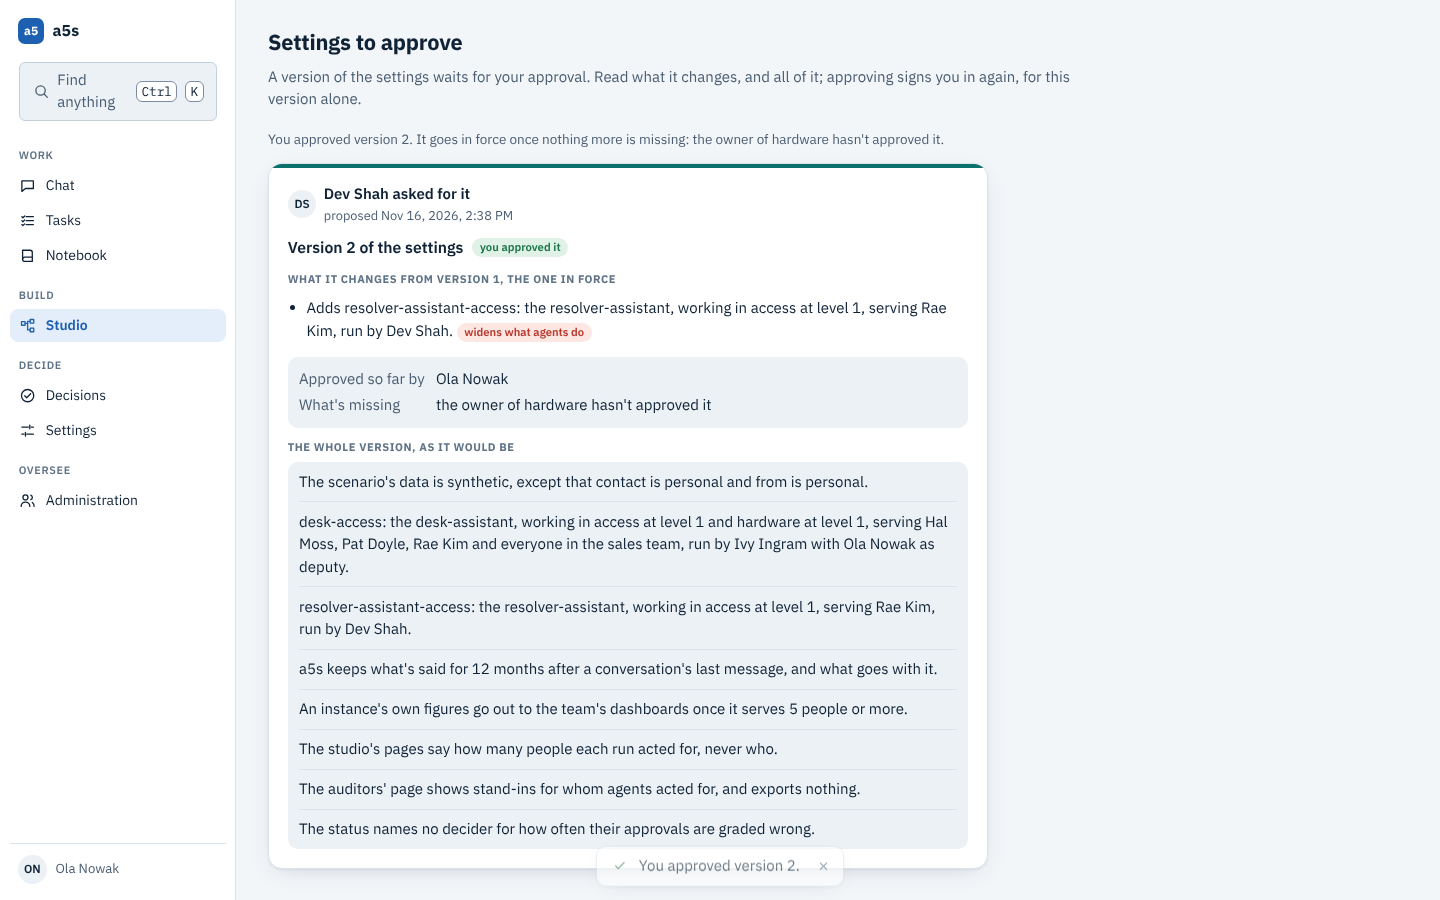 a5 a5s
Find anything Ctrl K
WORK
Chat
Tasks
Notebook
BUILD
Studio
DECIDE
Decisions
Settings
OVERSEE
Administration
ON Ola Nowak
Settings to approve
A version of the settings waits for your approval. Read what it changes, and all of it; approving signs you in again, for this
version alone.
You approved version 2. It goes in force once nothing more is missing: the owner of hardware hasn't approved it.
DS Dev Shah asked for it
proposed Nov 16, 2026, 2:38 PM
Version 2 of the settings you approved it
WHAT IT CHANGES FROM VERSION 1, THE ONE IN FORCE
• Adds resolver-assistant-access: the resolver-assistant, working in access at level 1, serving Rae
Kim, run by Dev Shah. widens what agents do
Approved so far by Ola Nowak
What's missing the owner of hardware hasn't approved it
THE WHOLE VERSION, AS IT WOULD BE
The scenario's data is synthetic, except that contact is personal and from is personal.
desk-access: the desk-assistant, working in access at level 1 and hardware at level 1, serving Hal
Moss, Pat Doyle, Rae Kim and everyone in the sales team, run by Ivy Ingram with Ola Nowak as
deputy.
resolver-assistant-access: the resolver-assistant, working in access at level 1, serving Rae Kim,
run by Dev Shah.
a5s keeps what's said for 12 months after a conversation's last message, and what goes with it.
An instance's own figures go out to the team's dashboards once it serves 5 people or more.
The studio's pages say how many people each run acted for, never who.
The auditors' page shows stand-ins for whom agents acted for, and exports nothing.
The status names no decider for how often their approvals are graded wrong.
You approved version 2.